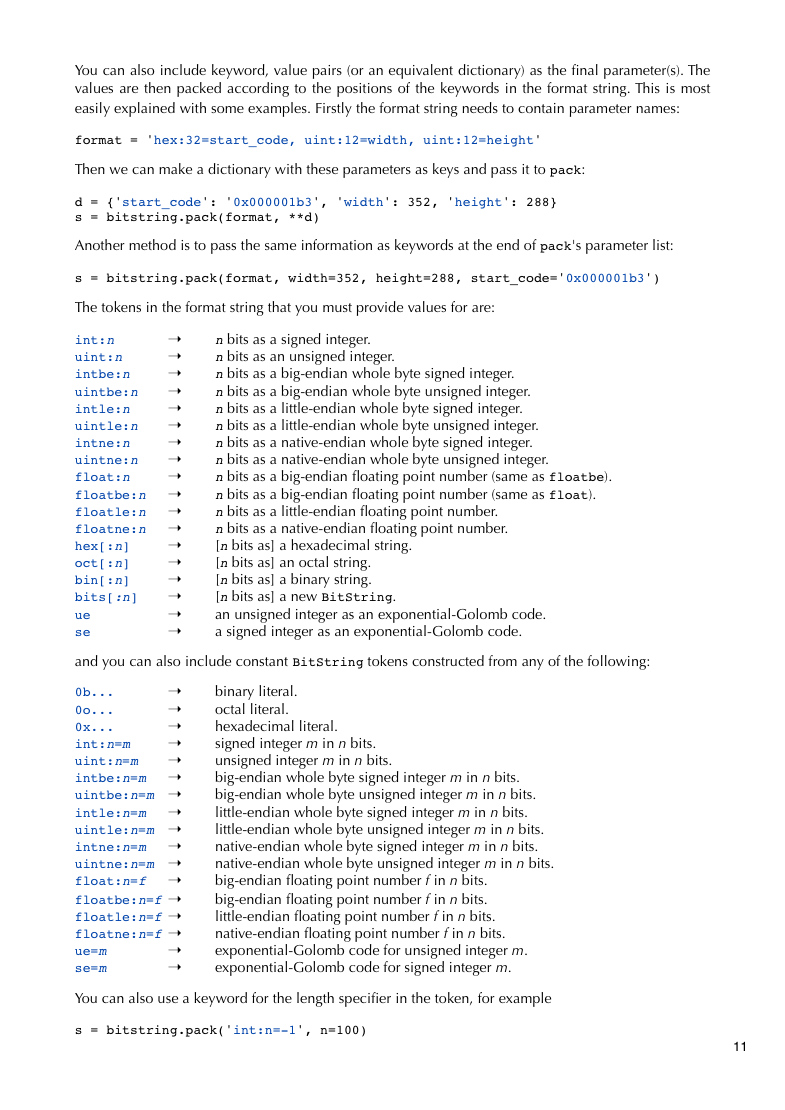 You can also include keyword, value pairs (or an equivalent dictionary) as the final parameter(s). The
values are then packed according to the positions of the keywords in the format string. This is most
easily explained with some examples. Firstly the format string needs to contain parameter names:
format = 'hex:32=start_code, uint:12=width, uint:12=height'
Then we can make a dictionary with these parameters as keys and pass it to pack:
d = {'start_code': '0x000001b3', 'width': 352, 'height': 288}
s = bitstring.pack(format, **d)
Another method is to pass the same information as keywords at the end of pack's parameter list:
s = bitstring.pack(format, width=352, height=288, start_code='0x000001b3')
The tokens in the format string that you must provide values for are:
int:n → n bits as a signed integer.
uint:n → n bits as an unsigned integer.
intbe:n → n bits as a big-endian whole byte signed integer.
uintbe:n → n bits as a big-endian whole byte unsigned integer.
intle:n → n bits as a little-endian whole byte signed integer.
uintle:n → n bits as a little-endian whole byte unsigned integer.
intne:n → n bits as a native-endian whole byte signed integer.
uintne:n → n bits as a native-endian whole byte unsigned integer.
float:n → n bits as a big-endian floating point number (same as floatbe).
floatbe:n → n bits as a big-endian floating point number (same as float).
floatle:n → n bits as a little-endian floating point number.
floatne:n → n bits as a native-endian floating point number.
hex[:n] → [n bits as] a hexadecimal string.
oct[:n] → [n bits as] an octal string.
bin[:n] → [n bits as] a binary string.
bits[:n] → [n bits as] a new BitString.
ue → an unsigned integer as an exponential-Golomb code.
se → a signed integer as an exponential-Golomb code.
and you can also include constant BitString tokens constructed from any of the following:
0b... → binary literal.
0o... → octal literal.
0x... → hexadecimal literal.
int:n=m → signed integer m in n bits.
uint:n=m → unsigned integer m in n bits.
intbe:n=m → big-endian whole byte signed integer m in n bits.
uintbe:n=m → big-endian whole byte unsigned integer m in n bits.
intle:n=m → little-endian whole byte signed integer m in n bits.
uintle:n=m → little-endian whole byte unsigned integer m in n bits.
intne:n=m → native-endian whole byte signed integer m in n bits.
uintne:n=m → native-endian whole byte unsigned integer m in n bits.
float:n=f → big-endian floating point number f in n bits.
floatbe:n=f → big-endian floating point number f in n bits.
floatle:n=f → little-endian floating point number f in n bits.
floatne:n=f → native-endian floating point number f in n bits.
ue=m → exponential-Golomb code for unsigned integer m.
se=m → exponential-Golomb code for signed integer m.
You can also use a keyword for the length specifier in the token, for example
s = bitstring.pack('int:n=-1', n=100)
11